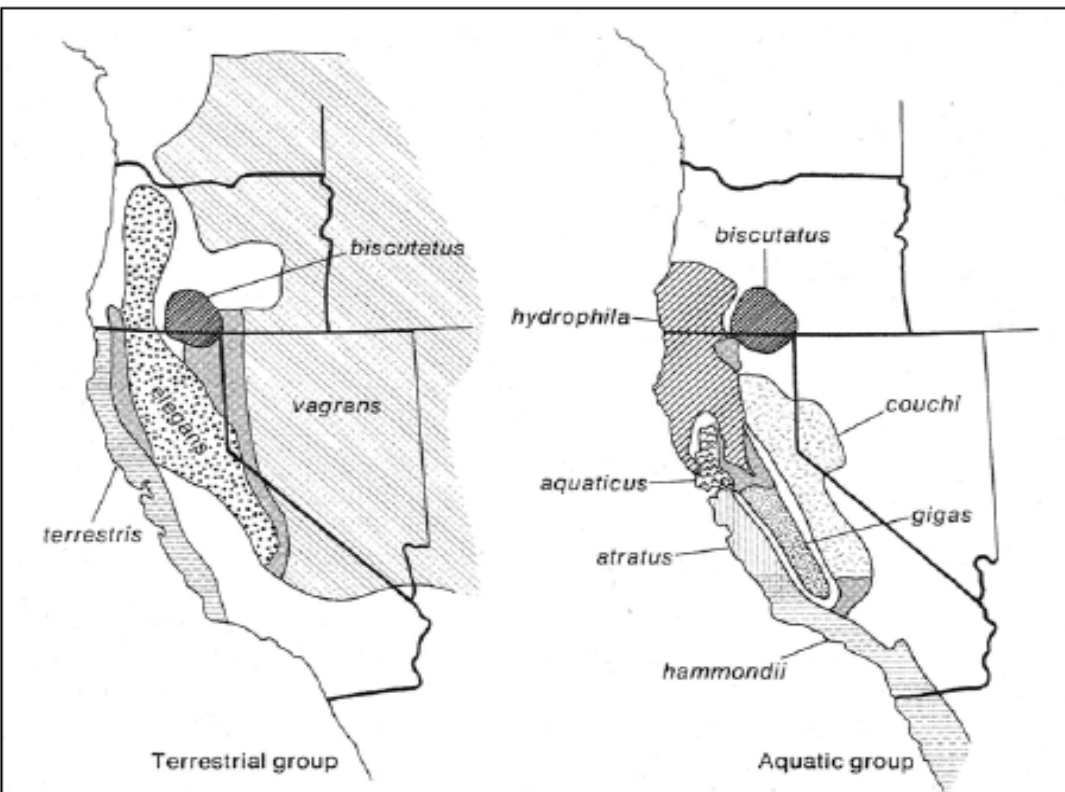 biscutatus
elegans
vagrans
terrestris
Terrestrial group
biscutatus
hydrophila
couchi
aquaticus
gigas
atratus
hammondii
Aquatic group